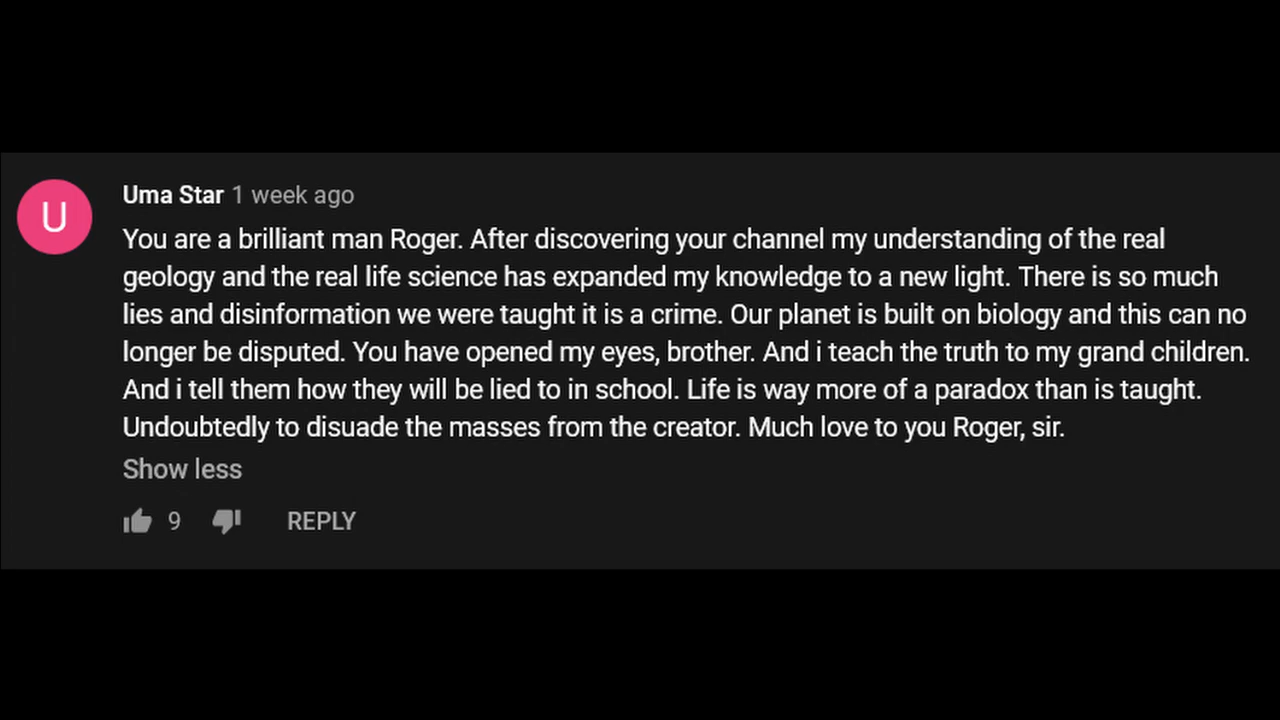 U
Uma Star 1 week ago
You are a brilliant man Roger. After discovering your channel my understanding of the real
geology and the real life science has expanded my knowledge to a new light. There is so much
lies and disinformation we were taught it is a crime. Our planet is built on biology and this can no
longer be disputed. You have opened my eyes, brother. And i teach the truth to my grand children.
And i tell them how they will be lied to in school. Life is way more of a paradox than is taught.
Undoubtedly to disuade the masses from the creator. Much love to you Roger, sir.
Show less
9 REPLY